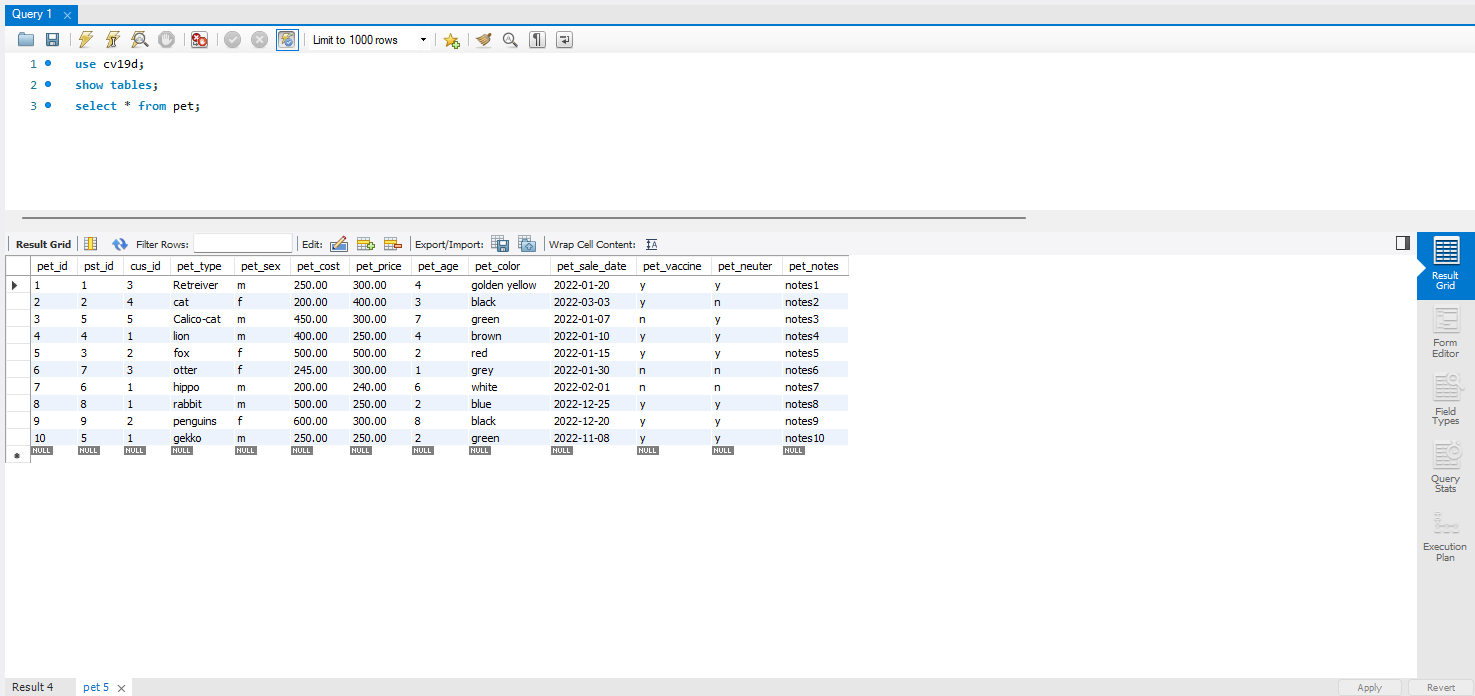 Query 1
Limit to 1000 rows
1 use cv19d;
2 show tables;
3 select * from pet;
Result Grid Filter Rows: Edit: Export/Import: Wrap Cell Content:
pet_id pst_id cus_id pet_type pet_sex pet_cost pet_price pet_age pet_color pet_sale_date pet_vaccine pet_neuter pet_notes
1 1 3 Retreiver m 250.00 300.00 4 golden yellow 2022-01-20 y y notes1
2 2 4 cat f 200.00 400.00 3 black 2022-03-03 y n notes2
3 5 5 Calico-cat m 450.00 300.00 7 green 2022-01-07 n y notes3
4 4 1 lion m 400.00 250.00 4 brown 2022-01-10 y y notes4
5 3 2 fox f 500.00 500.00 2 red 2022-01-15 y y notes5
6 7 3 otter f 245.00 300.00 1 grey 2022-01-30 n n notes6
7 6 1 hippo m 200.00 240.00 6 white 2022-02-01 n n notes7
8 8 1 rabbit m 500.00 250.00 2 blue 2022-12-25 y y notes8
9 9 2 penguins f 600.00 300.00 8 black 2022-12-20 y y notes9
10 5 1 gekko m 250.00 250.00 2 green 2022-11-08 y y notes10
NULL NULL NULL NULL NULL NULL NULL NULL NULL NULL NULL NULL NULL
Result
Grid
Form
Editor
Field
Types
Query
Stats
Execution
Plan
Result 4 pet 5 Apply Revert